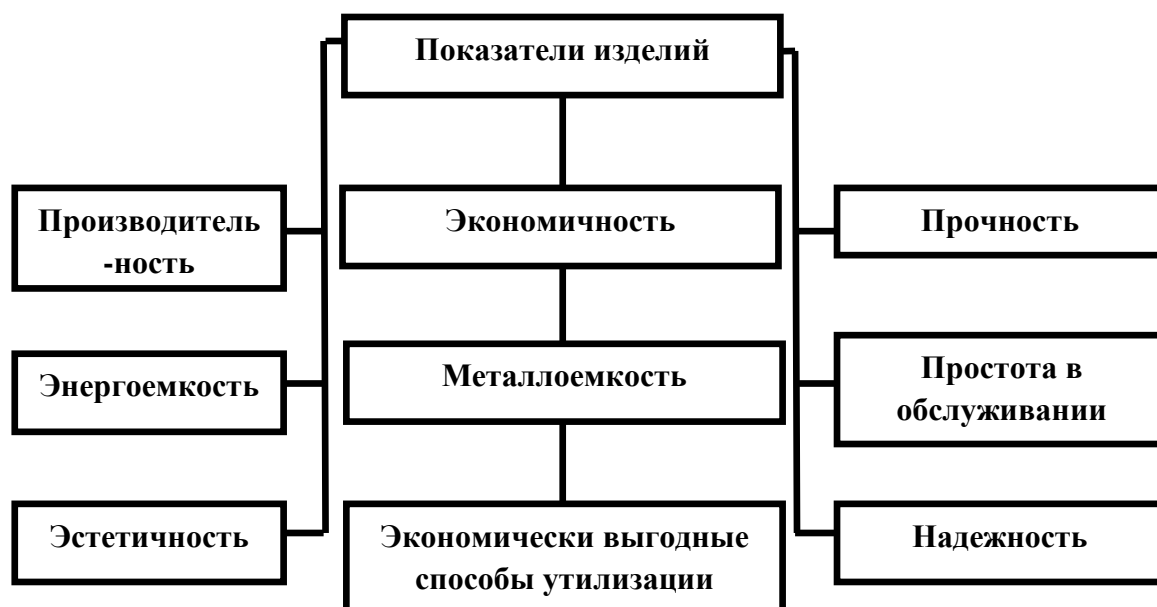 Показатели изделий
Производитель
-ность
Экономичность
Прочность
Энергоемкость
Металлоемкость
Простота в
обслуживании
Эстетичность
Экономически выгодные
способы утилизации
Надежность